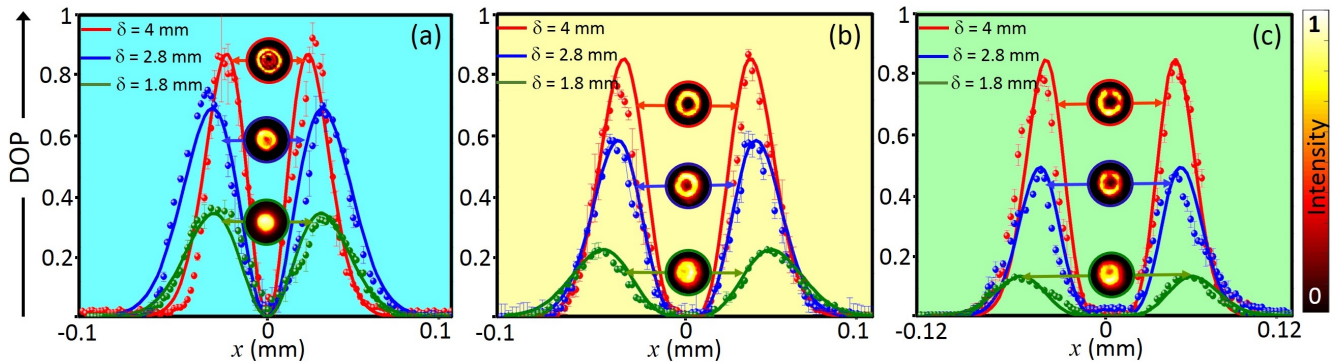 DOP
1
0.8
0.6
0.4
0.2
δ = 4 mm
δ = 2.8 mm
δ = 1.8 mm
(a)
-0.1
0
0.1
x (mm)
1
0.8
0.6
0.4
0.2
δ = 4 mm
δ = 2.8 mm
δ = 1.8 mm
(b)
-0.1
0
0.1
x (mm)
1
0.8
0.6
0.4
0.2
δ = 4 mm
δ = 2.8 mm
δ = 1.8 mm
(c)
-0.12
0
0.12
x (mm)
1
Intensity
0